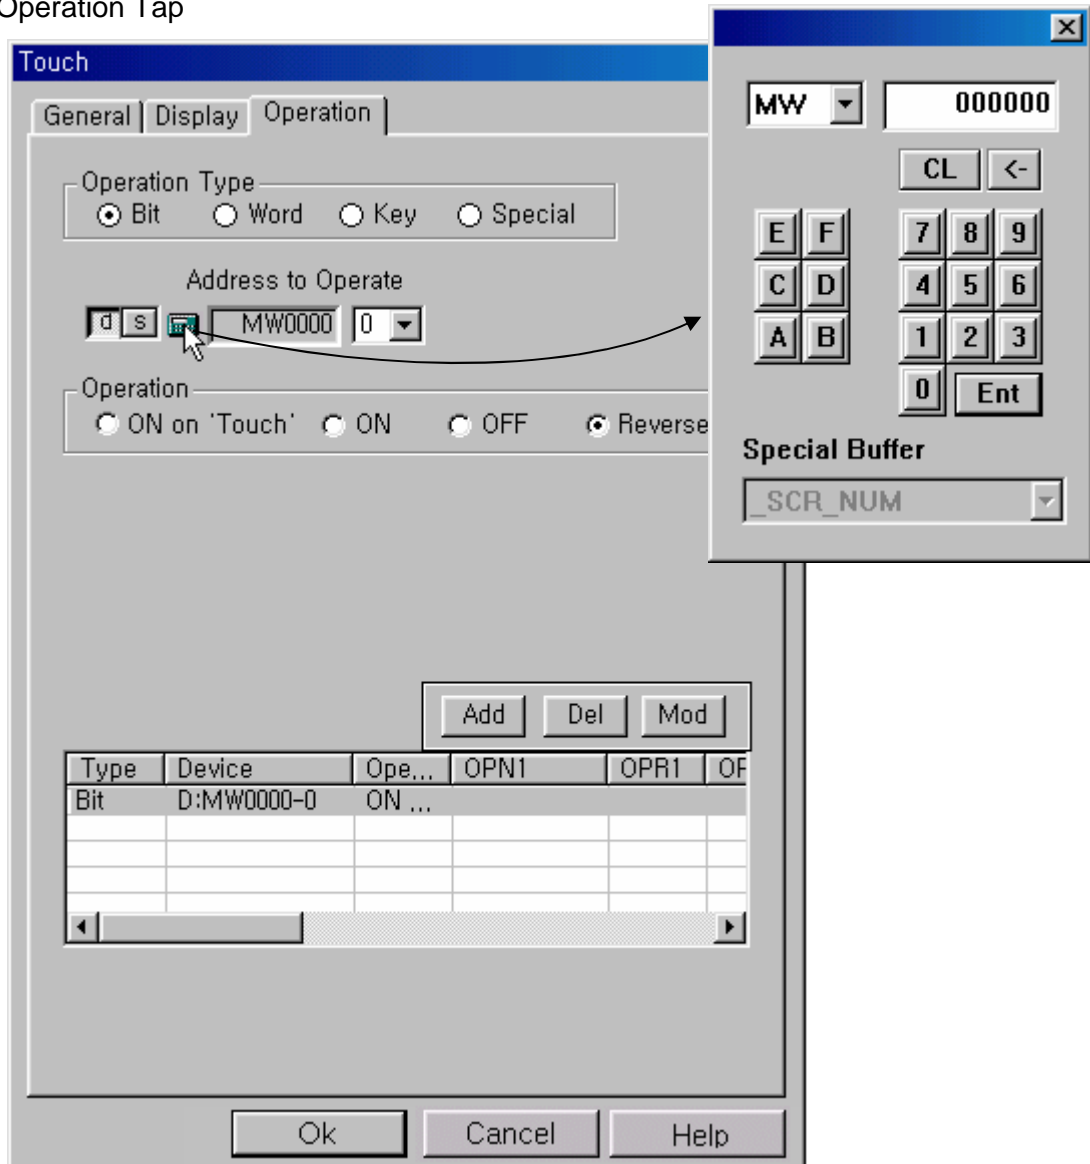 Operation Tap
Touch
General Display Operation
Operation Type
Bit Word Key Special
Address to Operate
d s MW0000 0
Operation
ON on 'Touch' ON OFF Reverse
Add Del Mod
Type Device Ope... OPN1 OPR1 OP
Bit D:MW0000-0 ON ...
Ok Cancel Help
MW 000000
CL <-
E F 7 8 9
C D 4 5 6
A B 1 2 3
0 Ent
Special Buffer
_SCR_NUM